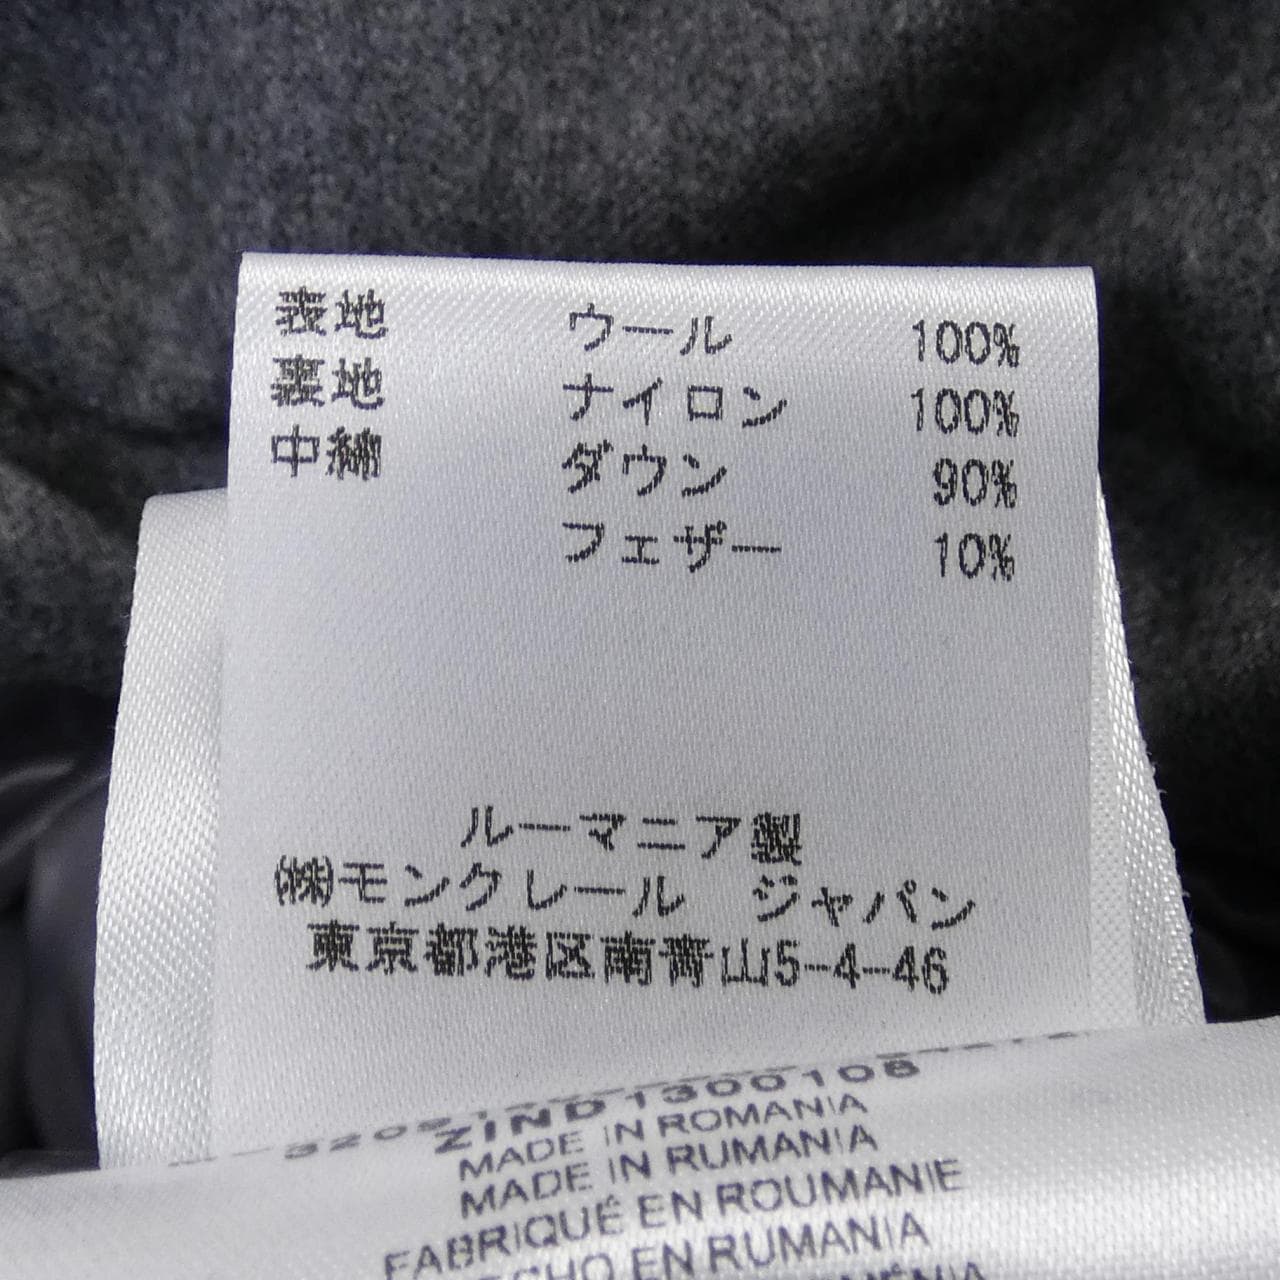 表地 ウール 100%
裏地 ナイロン 100%
中綿 ダウン 90%
フェザー 10%
ルーマニア製
㈱モンクレール ジャパン
東京都港区南青山5-4-46
ZIND1300108
MADE IN ROMANIA
MADE IN RUMANIA
FABRIQUÉ EN ROUMANIE
EN RUMANIA